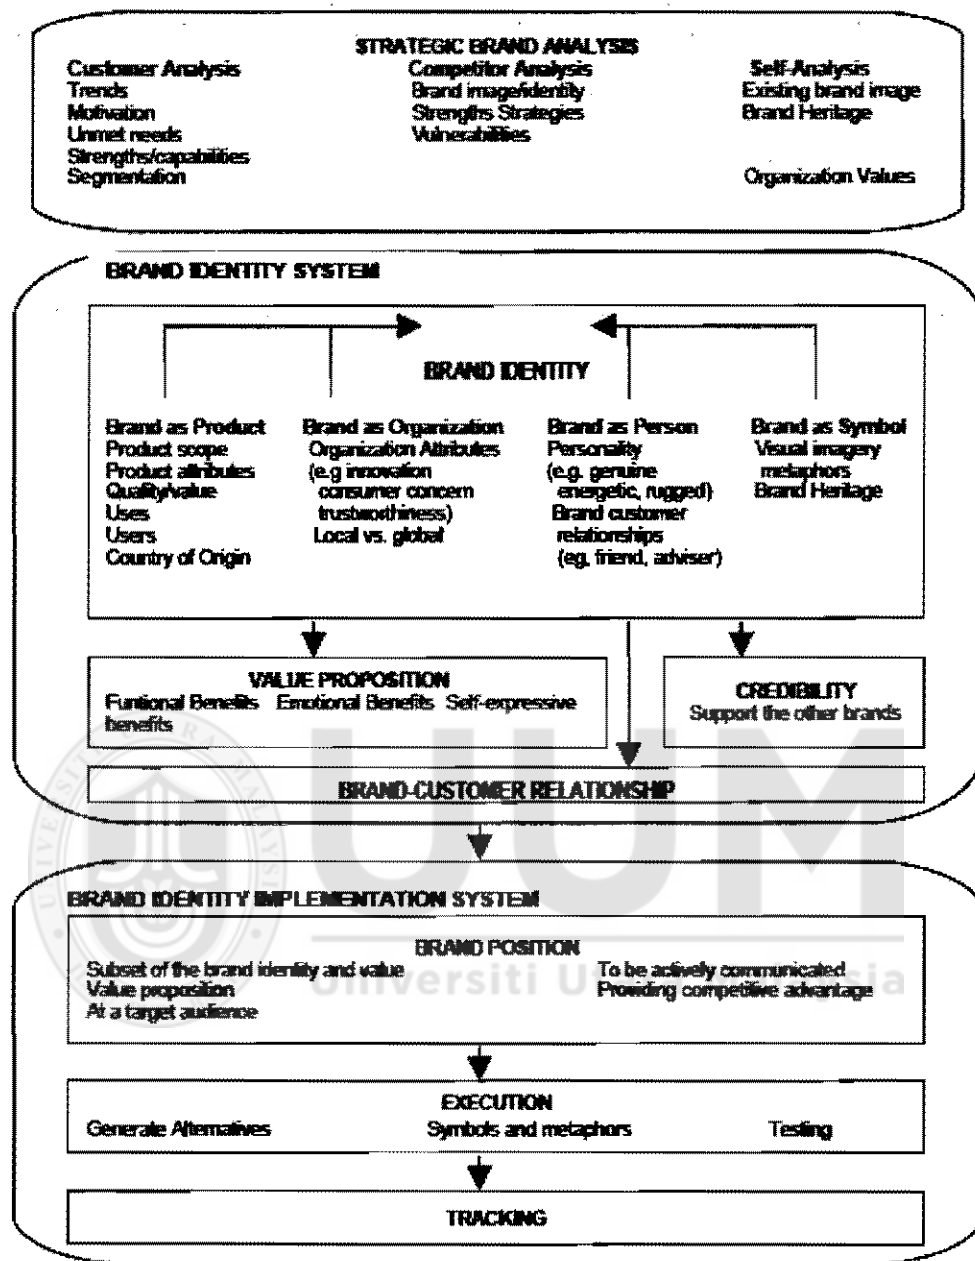 STRATEGIC BRAND ANALYSIS
Customer Analysis
Trends
Motivation
Unmet needs
Strengths/capabilities
Segmentation
Competitor Analysis
Brand image/identity
Strengths Strategies
Vulnerabilities
Self-Analysis
Existing brand image
Brand Heritage
Organization Values
BRAND IDENTITY SYSTEM
BRAND IDENTITY
Brand as Product
Product scope
Product attributes
Quality/value
Uses
Users
Country of Origin
Brand as Organization
Organization Attributes
(e.g innovation
consumer concern
trustworthiness)
Local vs. global
Brand as Person
Personality
(e.g. genuine
energetic, rugged)
Brand customer
relationships
(eg, friend, adviser)
Brand as Symbol
Visual imagery
metaphors
Brand Heritage
VALUE PROPOSITION
Funtional Benefits Emotional Benefits Self-expressive
benefits
CREDIBILITY
Support the other brands
BRAND-CUSTOMER RELATIONSHIP
BRAND IDENTITY IMPLEMENTATION SYSTEM
BRAND POSITION
Subset of the brand identity and value
Value proposition
At a target audience
To be actively communicated
Providing competitive advantage
EXECUTION
Generate Alternatives
Symbols and metaphors
Testing
TRACKING
UUM
Universiti U